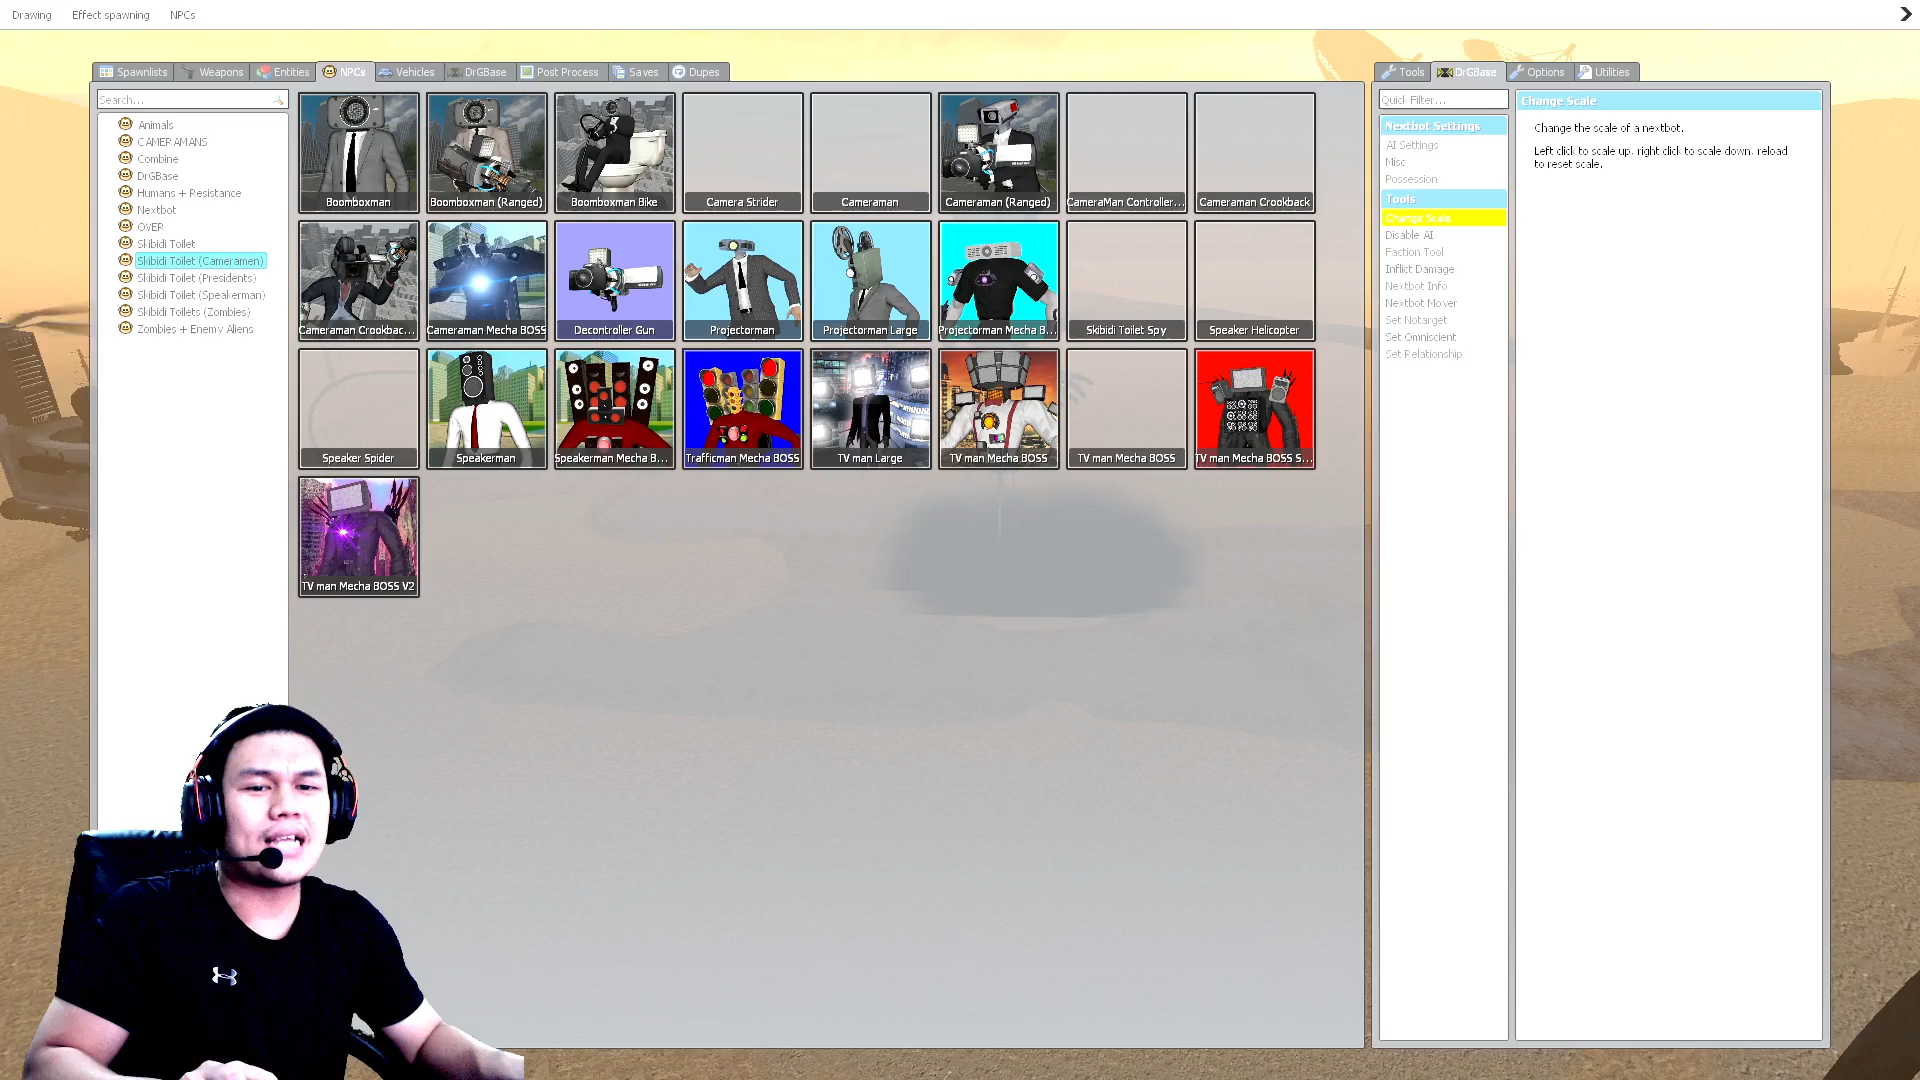 Drawing Effect spawning NPCs
Spawnlists Weapons Entities NPCs Vehicles DrGBase Post Process Saves Dupes
Search...
Animals
CAMERAMANS
Combine
DrGBase
Humans + Resistance
Nextbot
OVER
Skibidi Toilet
Skibidi Toilet (Cameramen)
Skibidi Toilet (Presidents)
Skibidi Toilet (Speakerman)
Skibidi Toilets (Zombies)
Zombies + Enemy Aliens
Boomboxman Boomboxman (Ranged) Boomboxman Bike Camera Strider Cameraman Cameraman (Ranged) CameraMan Controller... Cameraman Crookback
Cameraman Crookbac... Cameraman Mecha BOSS Decontroller Gun Projectorman Projectorman Large Projectorman Mecha B... Skibidi Toilet Spy Speaker Helicopter
Speaker Spider Speakerman Speakerman Mecha B... Trafficman Mecha BOSS TV man Large TV man Mecha BOSS TV man Mecha BOSS TV man Mecha BOSS S...
TV man Mecha BOSS V2
Tools DrGBase Options Utilities
Quick Filter...
Nextbot Settings
AI Settings
Misc
Possession
Tools
Change Scale
Disable AI
Faction Tool
Inflict Damage
Nextbot Info
Nextbot Mover
Set Notarget
Set Omniscient
Set Relationship
Change Scale
Change the scale of a nextbot.
Left click to scale up, right click to scale down, reload
to reset scale.